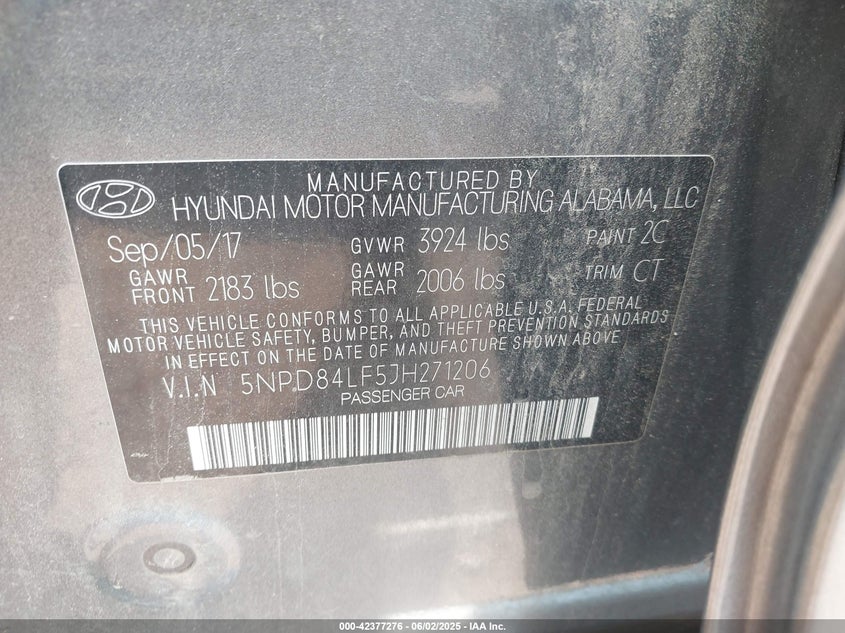 MANUFACTURED BY
HYUNDAI MOTOR MANUFACTURING ALABAMA, LLC
Sep/05/17 GVWR 3924 lbs PAINT 2C
GAWR FRONT 2183 lbs GAWR REAR 2006 lbs TRIM CT
THIS VEHICLE CONFORMS TO ALL APPLICABLE U.S.A. FEDERAL
MOTOR VEHICLE SAFETY, BUMPER, AND THEFT PREVENTION STANDARDS
IN EFFECT ON THE DATE OF MANUFACTURE SHOWN ABOVE
V.I.N 5NPD84LF5JH271206
PASSENGER CAR
000-42377276 - 06/02/2025 - IAA Inc.